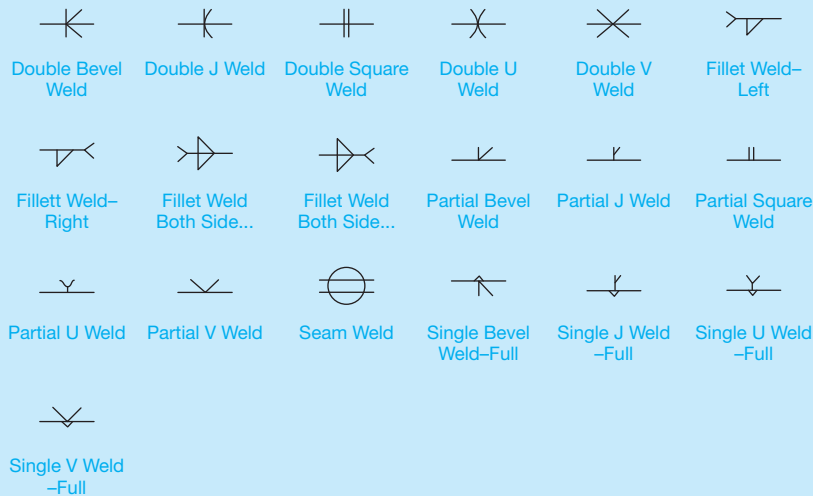 Double Bevel
Weld
Double J Weld
Double Square
Weld
Double U
Weld
Double V
Weld
Fillet Weld–
Left
Fillett Weld–
Right
Fillet Weld
Both Side...
Fillet Weld
Both Side...
Partial Bevel
Weld
Partial J Weld
Partial Square
Weld
Partial U Weld
Partial V Weld
Seam Weld
Single Bevel
Weld–Full
Single J Weld
–Full
Single U Weld
–Full
Single V Weld
–Full